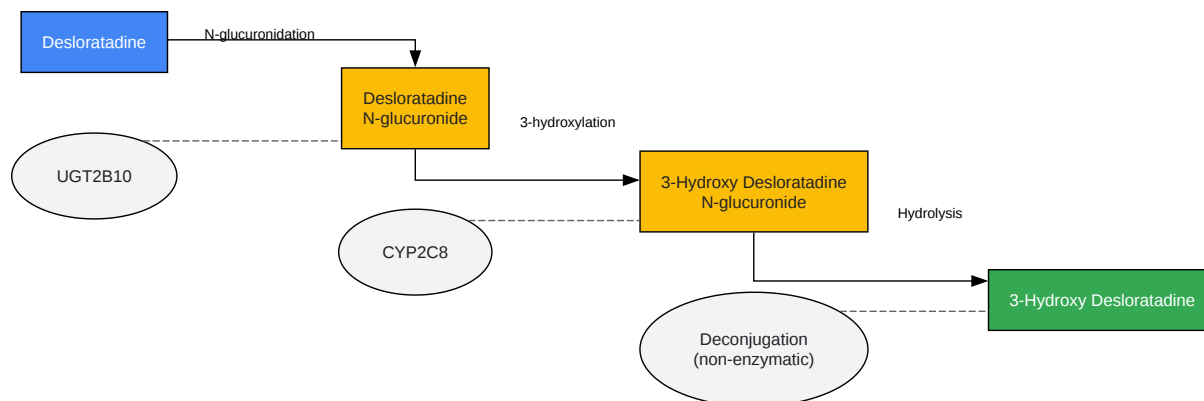 Desloratadine
N-glucuronidation
Desloratadine
N-glucuronide
3-hydroxylation
UGT2B10
3-Hydroxy Desloratadine
N-glucuronide
Hydrolysis
CYP2C8
3-Hydroxy Desloratadine
Deconjugation
(non-enzymatic)